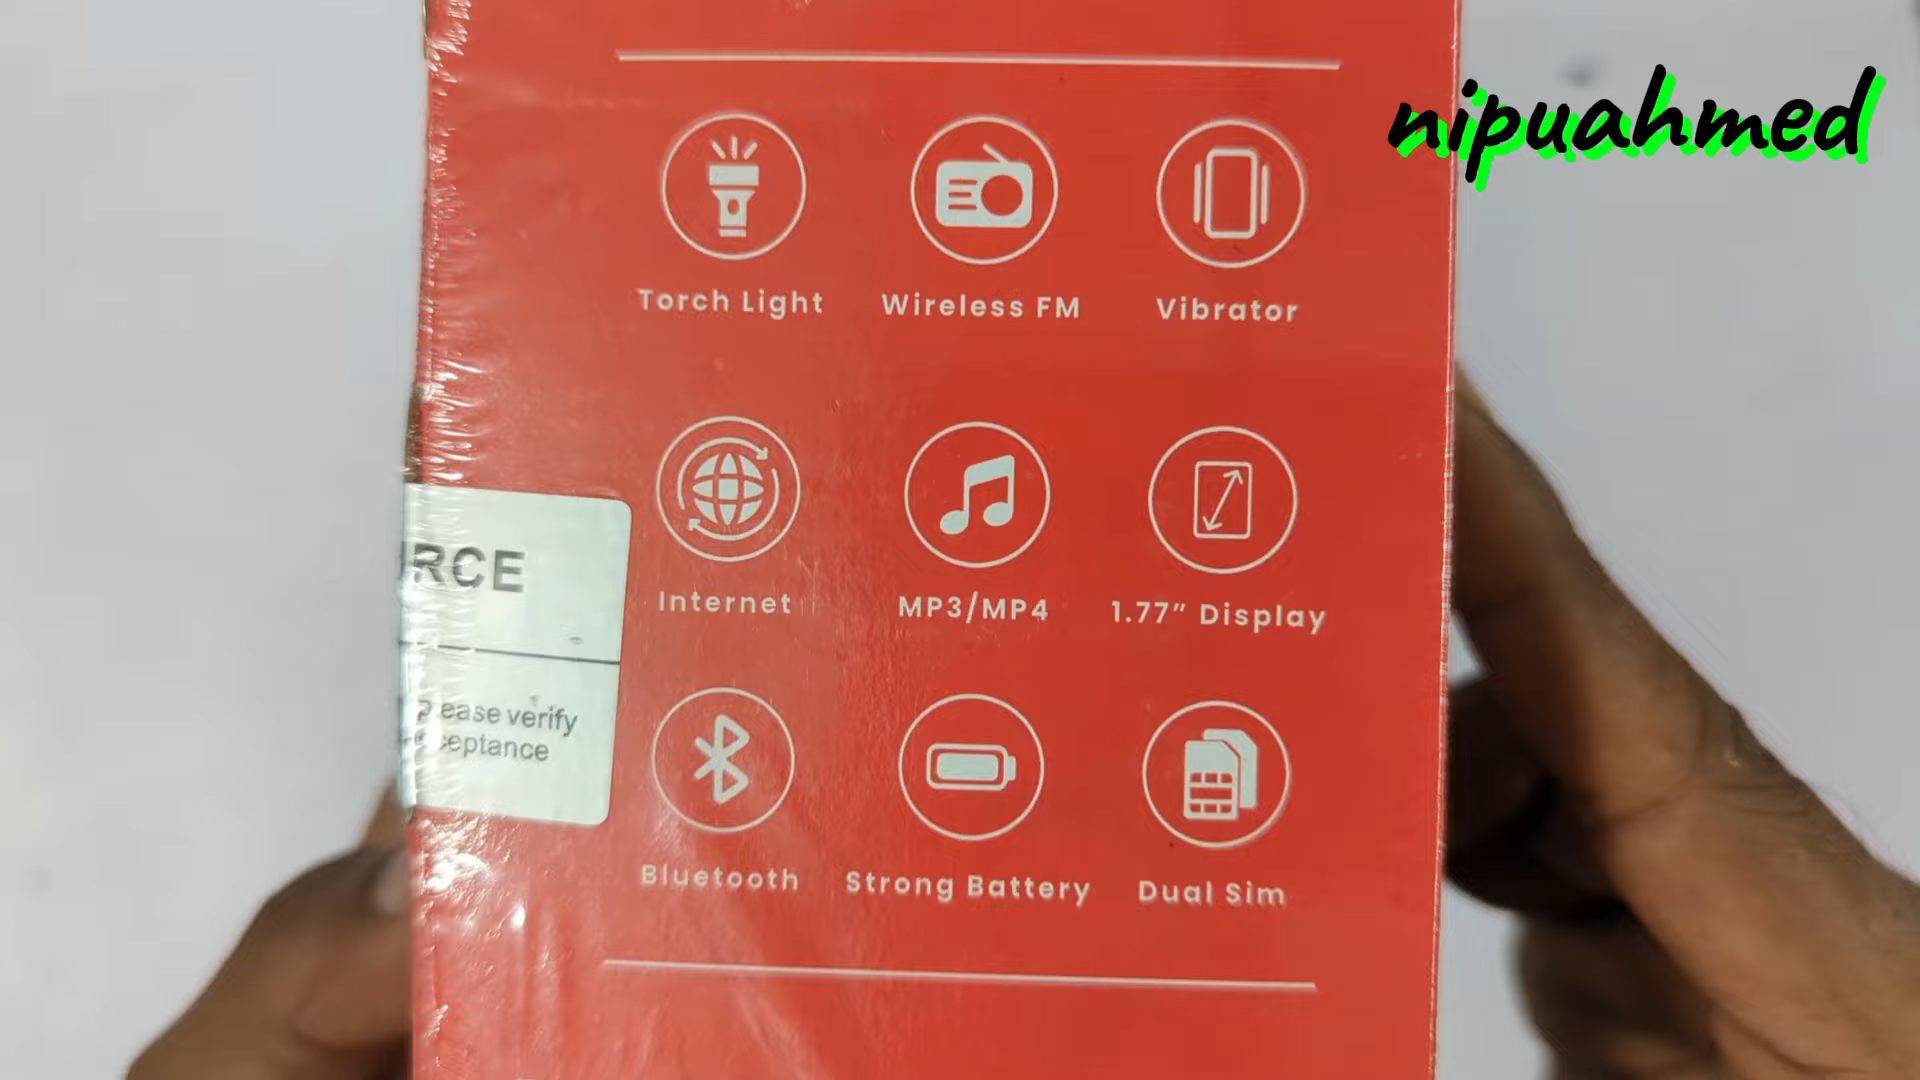 nipuahmed
Torch Light Wireless FM Vibrator
Internet MP3/MP4 1.77" Display
RCE
ease verify
eptance
Bluetooth Strong Battery Dual Sim